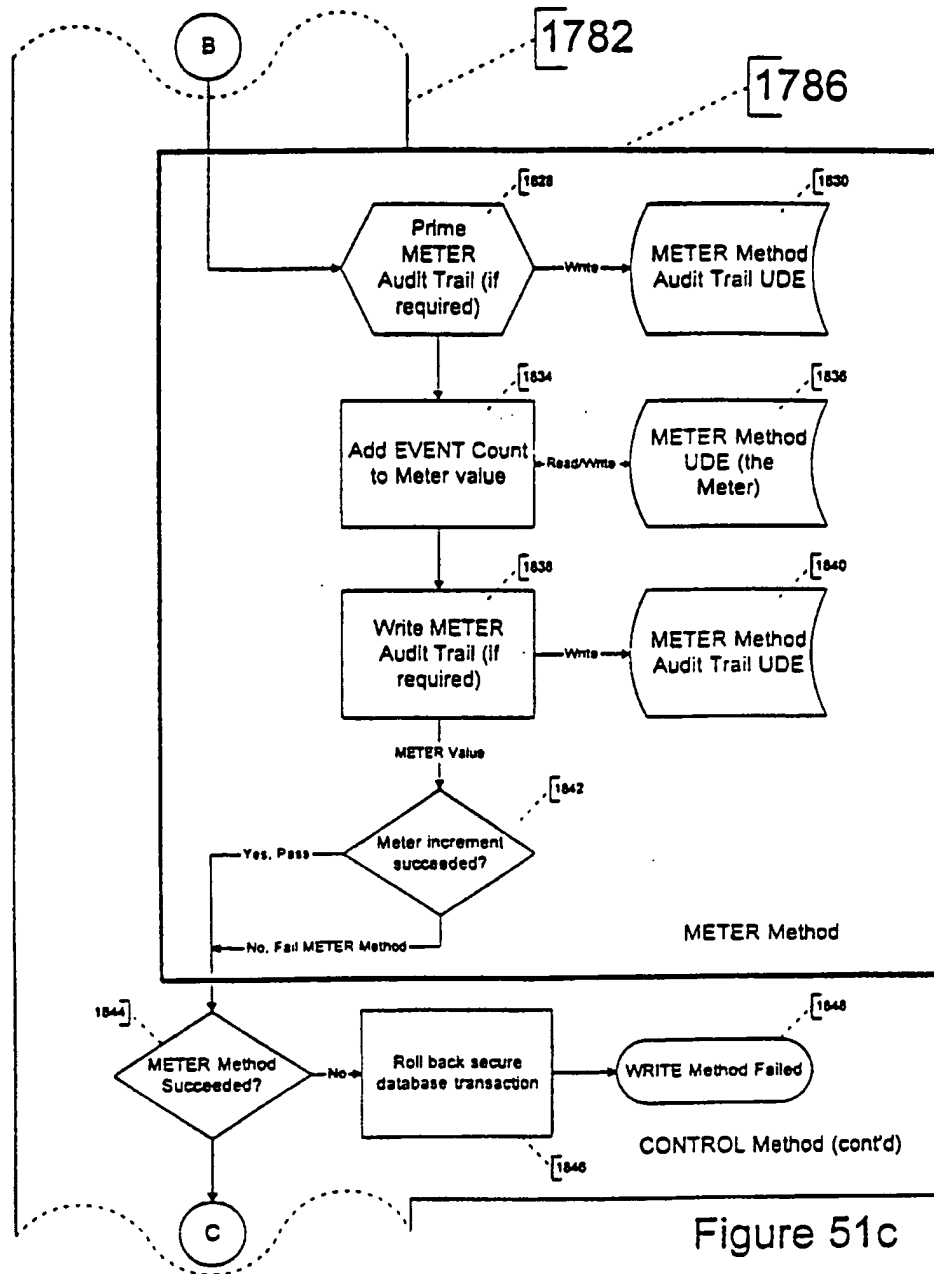 B
1782
1786
1828
Prime
METER
Audit Trail (if
required)
Write
1830
METER Method
Audit Trail UDE
1834
Add EVENT Count
to Meter value
Read/Write
1836
METER Method
UDE (the
Meter)
1838
Write METER
Audit Trail (if
required)
Write
1840
METER Method
Audit Trail UDE
METER Value
1842
Meter increment
succeeded?
Yes, Pass
No, Fail METER Method
METER Method
1844
METER Method
Succeeded?
No
Roll back secure
database transaction
1846
1848
WRITE Method Failed
CONTROL Method (cont'd)
C
Figure 51c